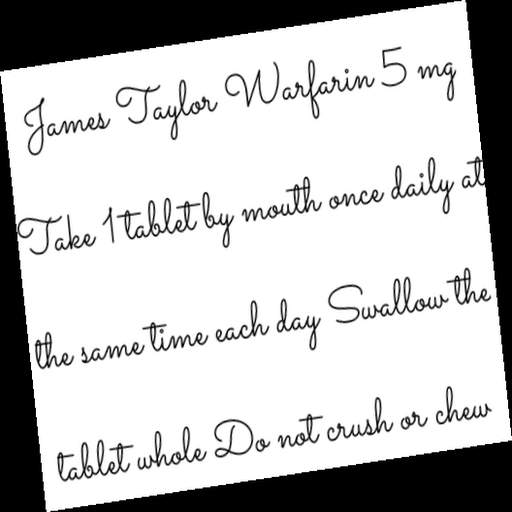 James Taylor Warfarin 5 mg
Take 1 tablet by mouth once daily at
the same time each day Swallow the
tablet whole Do not crush or chew